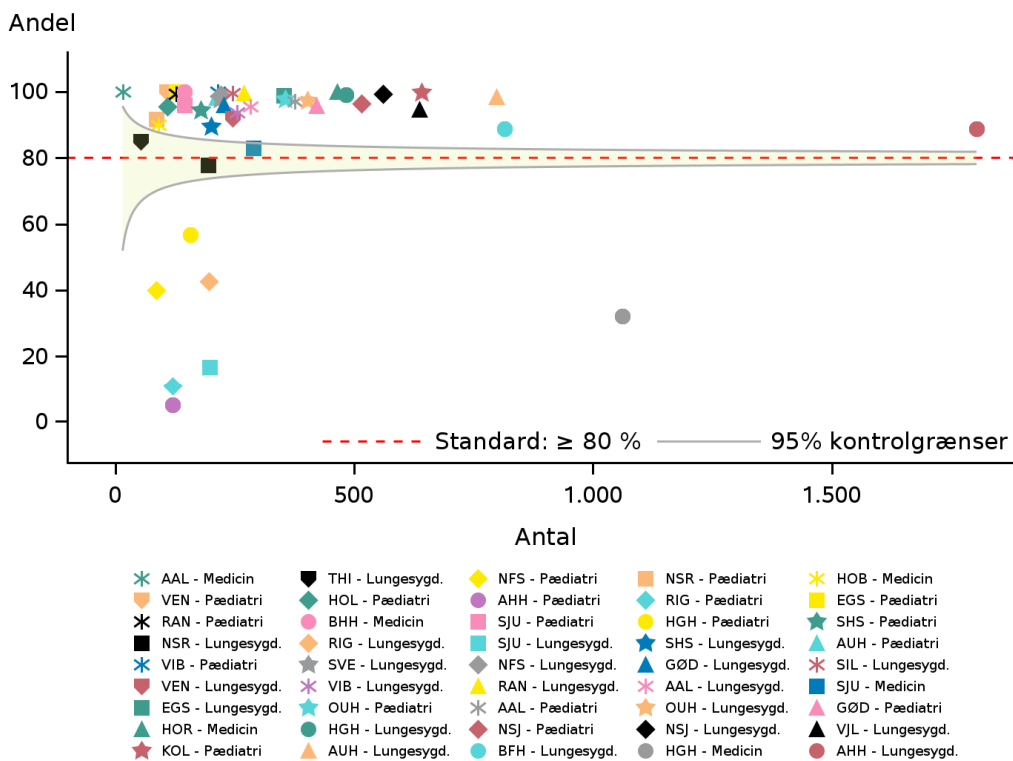 Andel
100
80
60
40
20
0
Standard: ≥ 80 %
95% kontrolgrænser
0
500
1.000
1.500
Antal
AAL - Medicin
THI - Lungesygd.
NFS - Pædiatri
NSR - Pædiatri
HOB - Medicin
VEN - Pædiatri
HOL - Pædiatri
AHH - Pædiatri
RIG - Pædiatri
EGS - Pædiatri
RAN - Pædiatri
BHH - Medicin
SJU - Pædiatri
HGH - Pædiatri
SHS - Pædiatri
NSR - Lungesygd.
RIG - Lungesygd.
SJU - Lungesygd.
SHS - Lungesygd.
AUH - Pædiatri
VIB - Pædiatri
SVE - Lungesygd.
NFS - Lungesygd.
GØD - Lungesygd.
SIL - Lungesygd.
VEN - Lungesygd.
VIB - Lungesygd.
RAN - Lungesygd.
AAL - Lungesygd.
SJU - Medicin
EGS - Lungesygd.
OUH - Pædiatri
AAL - Pædiatri
OUH - Lungesygd.
GØD - Pædiatri
HOR - Medicin
HGH - Lungesygd.
NSJ - Pædiatri
NSJ - Lungesygd.
VJL - Lungesygd.
KOL - Pædiatri
AUH - Lungesygd.
BFH - Lungesygd.
HGH - Medicin
AHH - Lungesygd.